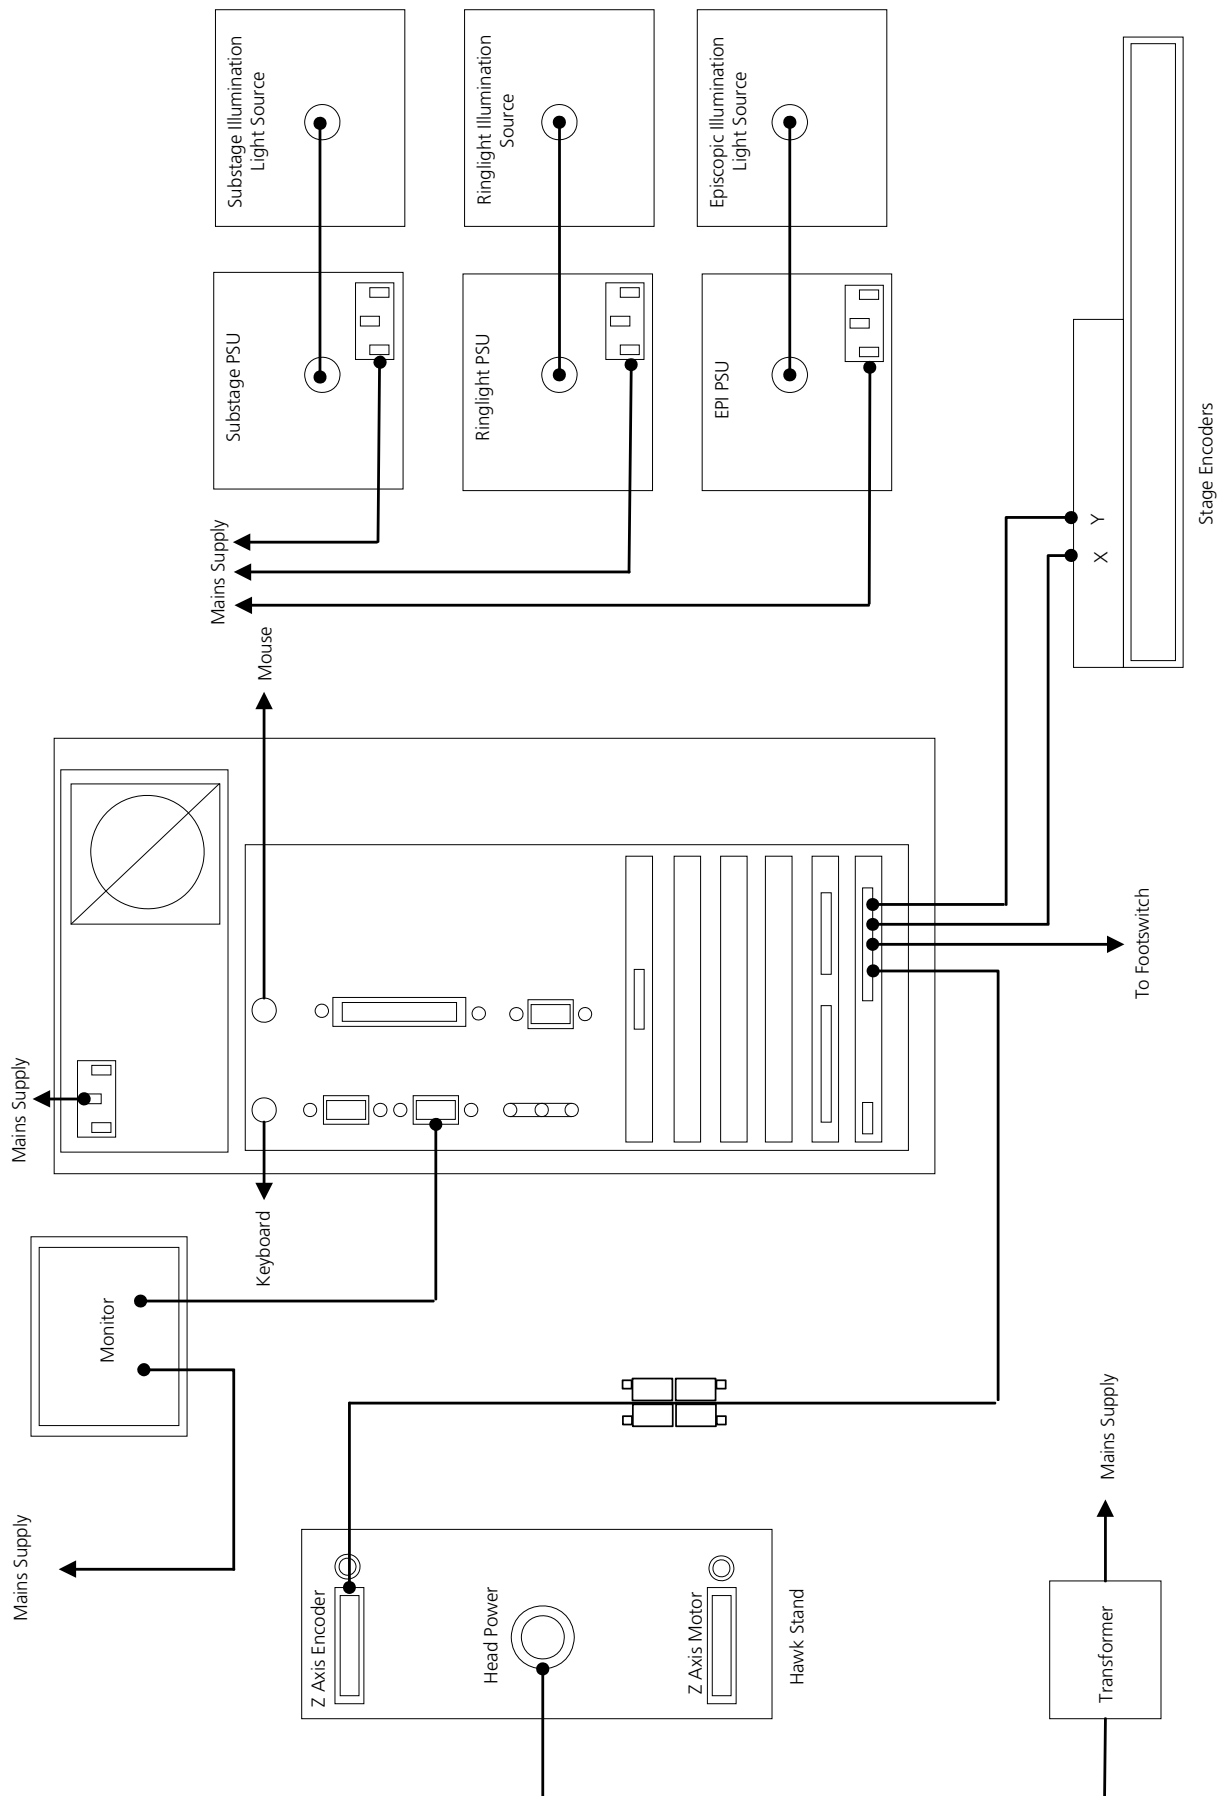 Substage Illumination
Light Source
Ringlight Illumination
Source
Episcopic Illumination
Light Source
Substage PSU
Ringlight PSU
EPI PSU
Stage Encoders
X
Y
Mains Supply
Mouse
To Footswitch
Mains Supply
Keyboard
Monitor
Mains Supply
Mains Supply
Z Axis Encoder
Head Power
Z Axis Motor
Hawk Stand
Transformer